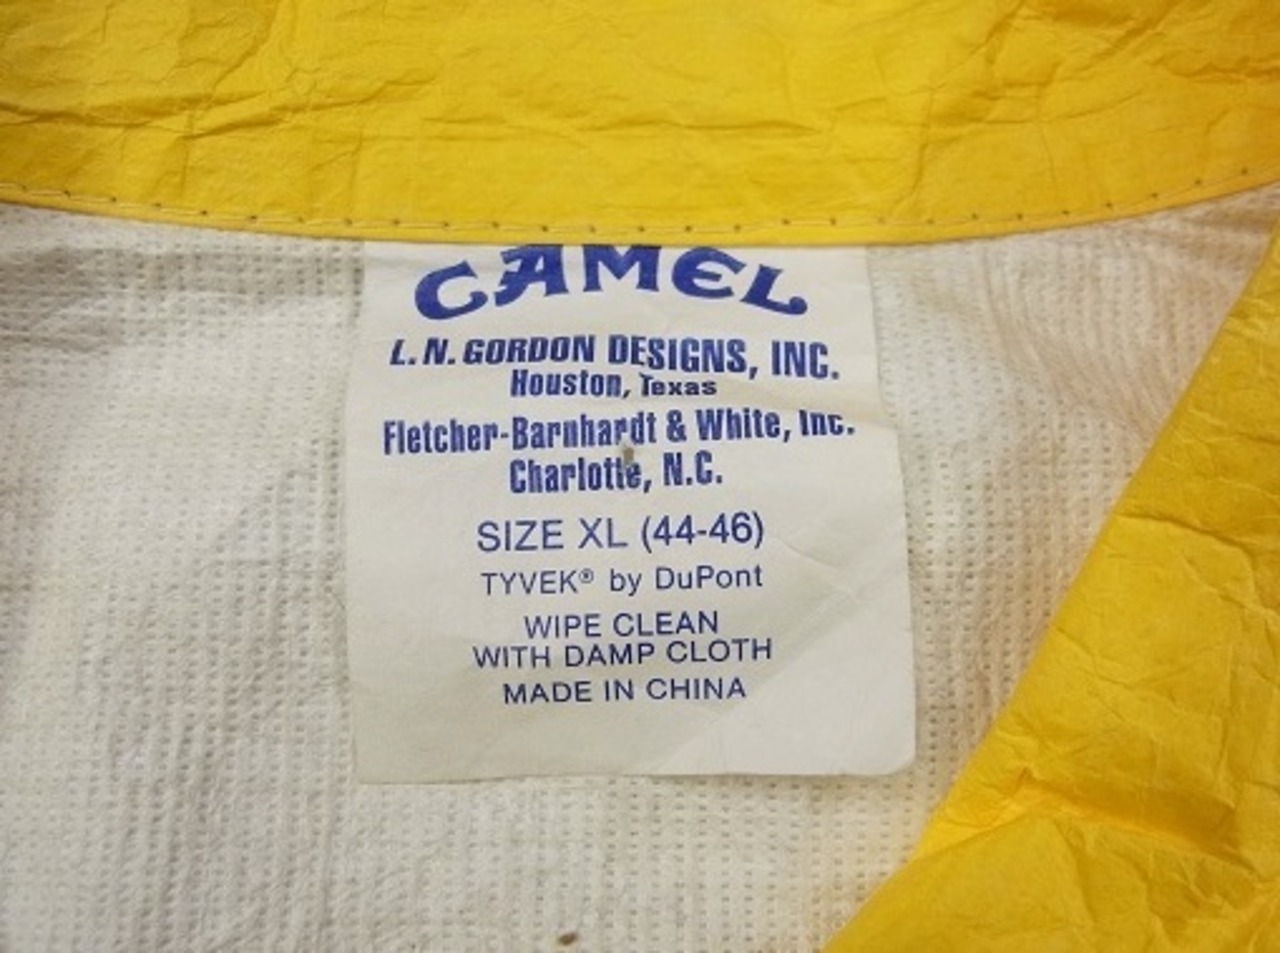 CAMEL
L.N. GORDON DESIGNS, INC.
Houston, Texas
Fletcher-Barnhardt & White, Inc.
Charlotte, N.C.
SIZE XL (44-46)
TYVEK® by DuPont
WIPE CLEAN
WITH DAMP CLOTH
MADE IN CHINA